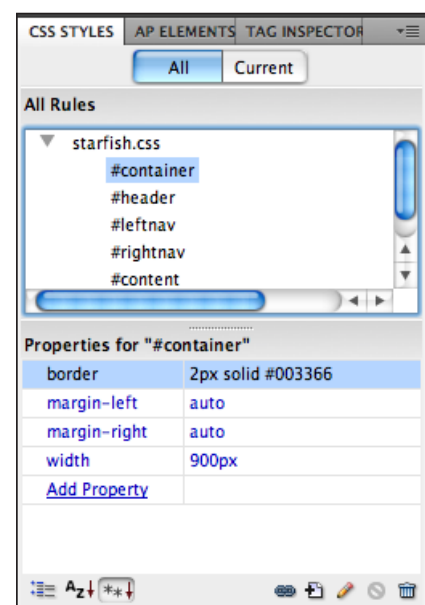 CSS STYLES AP ELEMENTS TAG INSPECTOR
All Current
All Rules
starfish.css
#container
#header
#leftnav
#rightnav
#content
Properties for "#container"
border 2px solid #003366
margin-left auto
margin-right auto
width 900px
Add Property
Az **